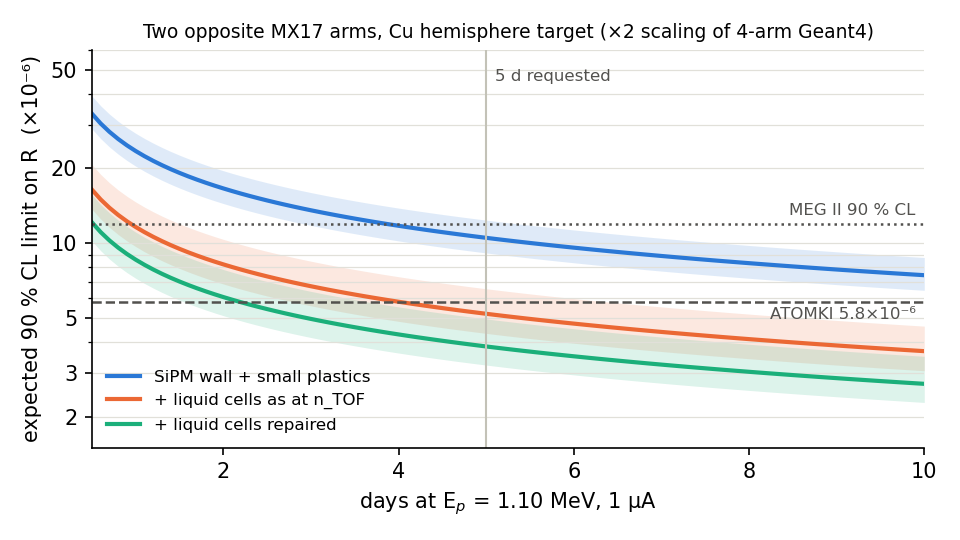 Two opposite MX17 arms, Cu hemisphere target (×2 scaling of 4-arm Geant4)
expected 90 % CL limit on R (×10⁻⁶)
50
20
10
5
3
2
5 d requested
MEG II 90 % CL
ATOMKI 5.8×10⁻⁶
SiPM wall + small plastics
+ liquid cells as at n_TOF
+ liquid cells repaired
2
4
6
8
10
days at Eₚ = 1.10 MeV, 1 µA